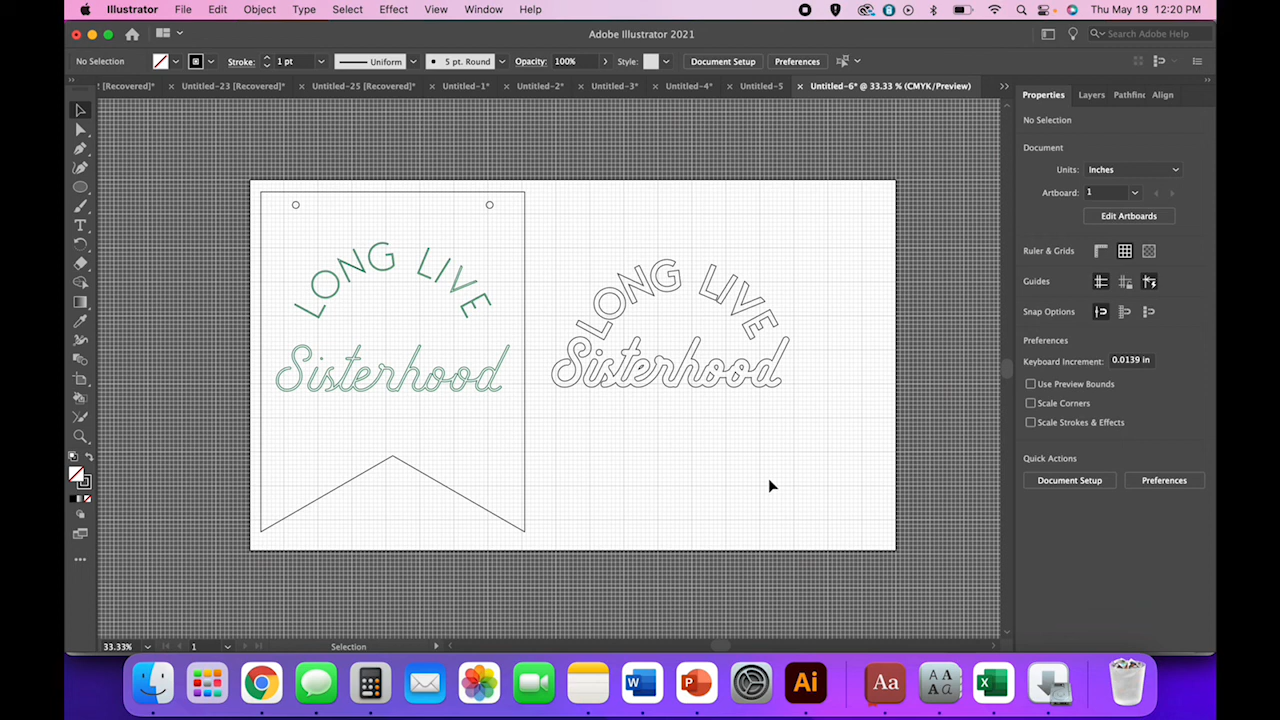 Illustrator File Edit Object Type Select Effect View Window Help Thu May 19 12:20 PM
Adobe Illustrator 2021 Search Adobe Help
No Selection Stroke: 1 pt Uniform 5 pt. Round Opacity: 100% Style: Document Setup Preferences
[Recovered]* × Untitled-23 [Recovered]* × Untitled-25 [Recovered]* × Untitled-1* × Untitled-2* × Untitled-3* × Untitled-4* × Untitled-5 × Untitled-6* @ 33.33 % (CMYK/Preview)
Properties Layers Pathfinc Align
No Selection
Document
Units: Inches
Artboard: 1
Edit Artboards
Ruler & Grids
Guides
Snap Options
Preferences
Keyboard Increment: 0.0139 in
Use Preview Bounds
Scale Corners
Scale Strokes & Effects
Quick Actions
Document Setup Preferences
LONG LIVE
Sisterhood
LONG LIVE
Sisterhood
33.33% 1 Selection
W P Ai Aa A A A A X